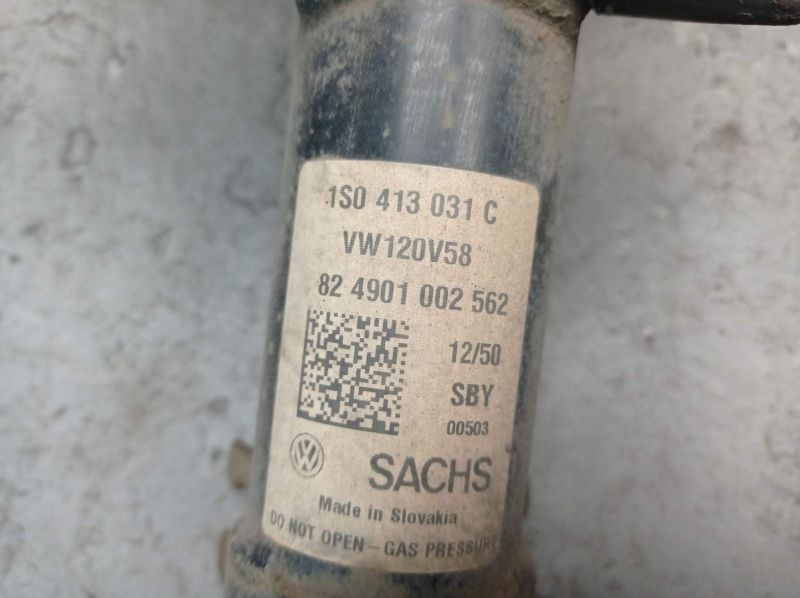 1S0 413 031 C
VW120V58
82 4901 002 562
12/50
SBY
00503
SACHS
Made in Slovakia
DO NOT OPEN - GAS PRESSURE